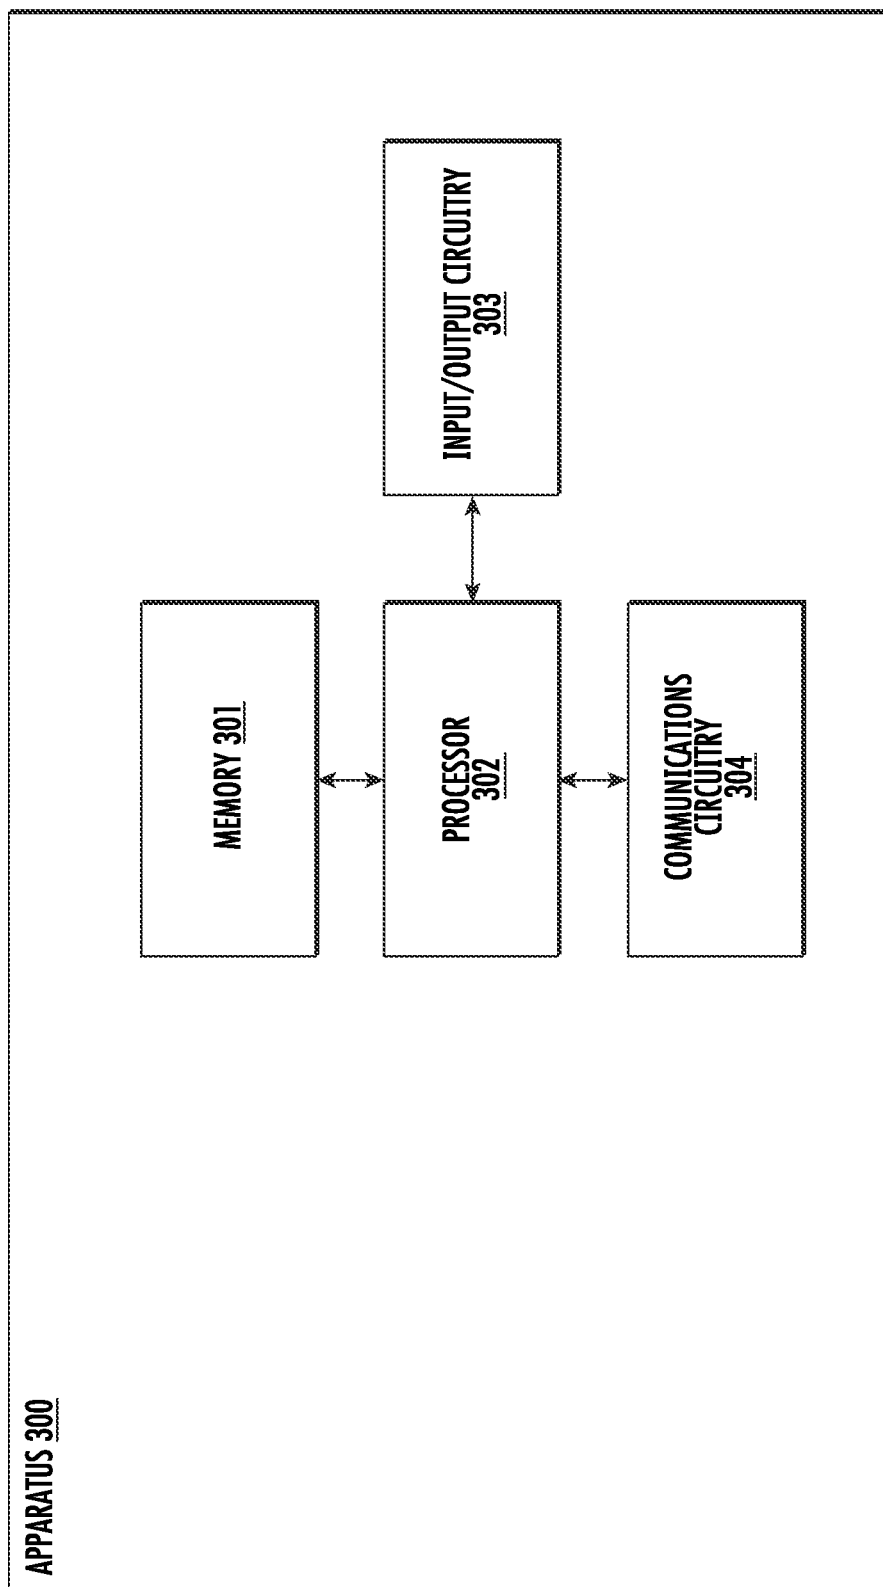 APPARATUS 300
MEMORY 301
PROCESSOR
302
INPUT/OUTPUT CIRCUITRY
303
COMMUNICATIONS
CIRCUITRY
304